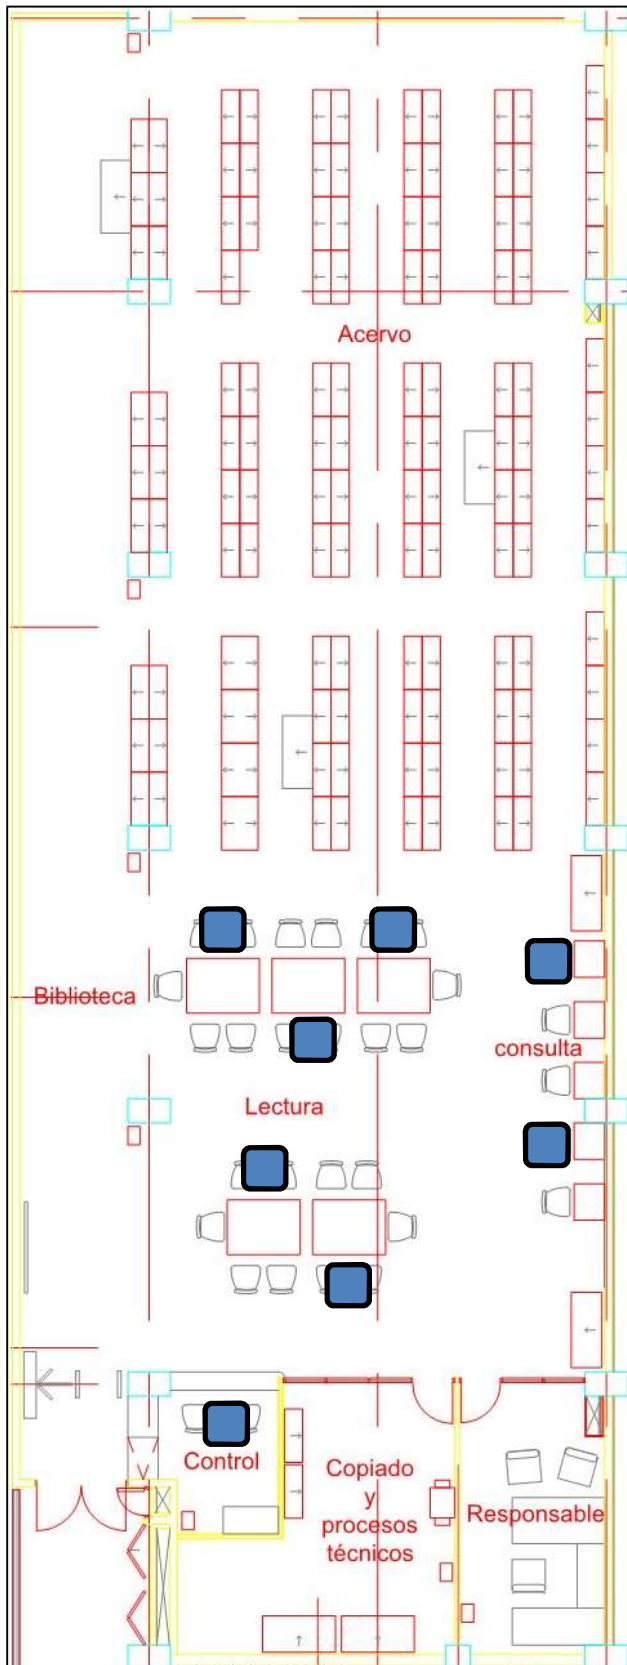 Acervo
Biblioteca
consulta
Lectura
Control
Copiado
y
procesos
técnicos
Responsable